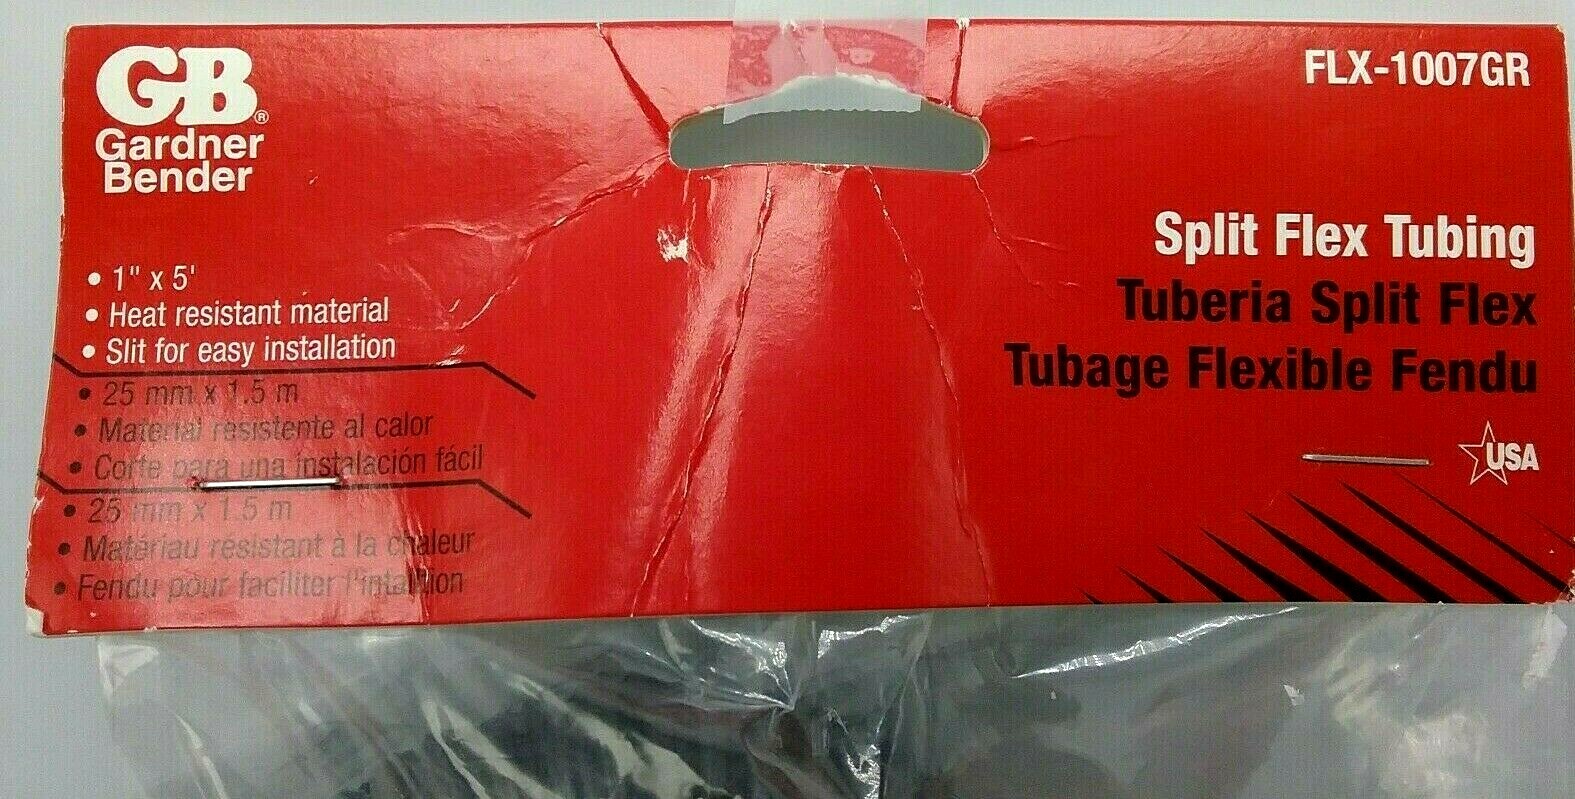 GB®
Gardner
Bender
FLX-1007GR
• 1" x 5'
• Heat resistant material
• Slit for easy installation
• 25 mm x 1.5 m
• Material resistente al calor
• Corte para una instalación fácil
• 25 mm x 1.5 m
• Matériau résistant à la chaleur
• Fendu pour faciliter
Split Flex Tubing
Tuberia Split Flex
Tubage Flexible Fendu
USA